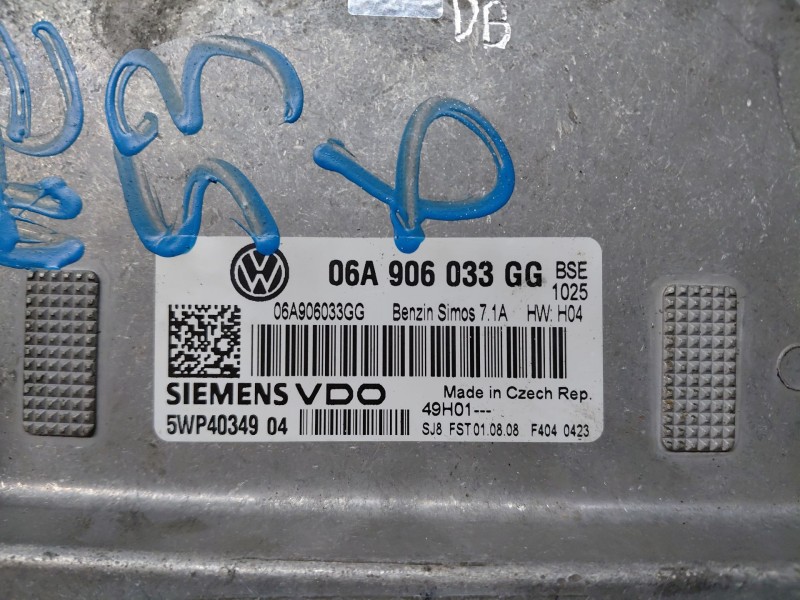 DB
06A 906 033 GG BSE
1025
06A906033GG Benzin Simos 7.1A HW: H04
SIEMENS VDO Made in Czech Rep.
49H01---
5WP40349 04 SJ8 FST 01.08.08 F404 0423